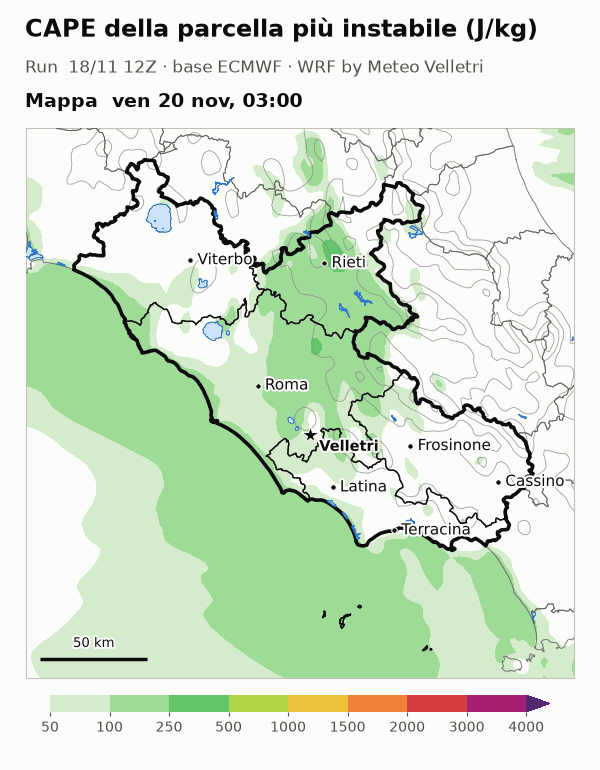 CAPE della parcella più instabile (J/kg)
Run  18/11 12Z · base ECMWF · WRF by Meteo Velletri
Mappa  ven 20 nov, 03:00
Viterbo
Rieti
Roma
Velletri
Frosinone
Cassino
Latina
Terracina
50 km
50 100 250 500 1000 1500 2000 3000 4000